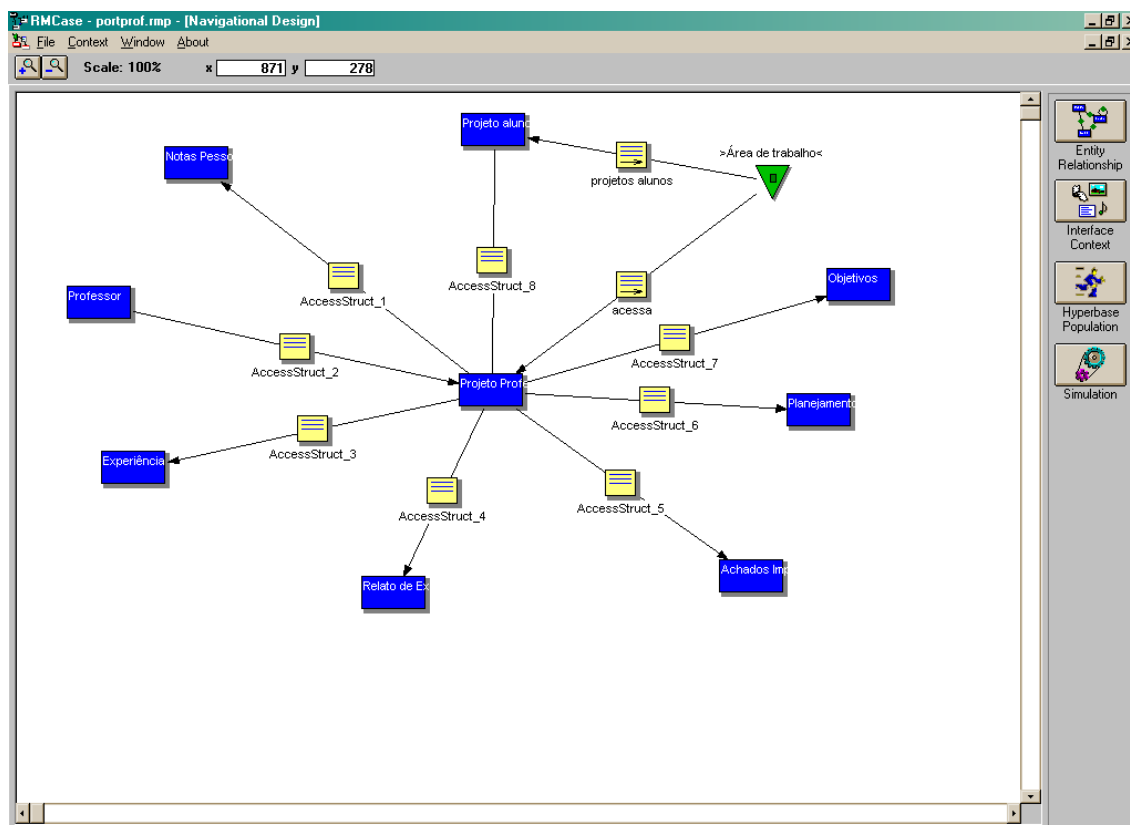 RMCase - portprof.rmp - [Navigational Design]
File Context Window About
Scale: 100% x 871 y 278
Projeto aluno
>Área de trabalho<
Notas Pesso
projetos alunos
Entity
Relationship
Interface
Context
AccessStruct_8
Objetivos
AccessStruct_1
Professor
acessa
Hyperbase
Population
AccessStruct_2
AccessStruct_7
Projeto Profe
Simulation
Planejamento
AccessStruct_6
Experiência
AccessStruct_3
AccessStruct_4
AccessStruct_5
Achados Imp
Relato de Ex